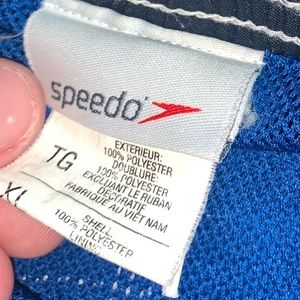 speedo
TG
EXTERIEUR:
100% POLYESTER
DOUBLURE:
100% POLYESTER
EXCLUANT LE RUBAN
DECORATIF
FABRIQUE AU VIET NAM
XL
SHELL:
100% POLYESTER
LINING: